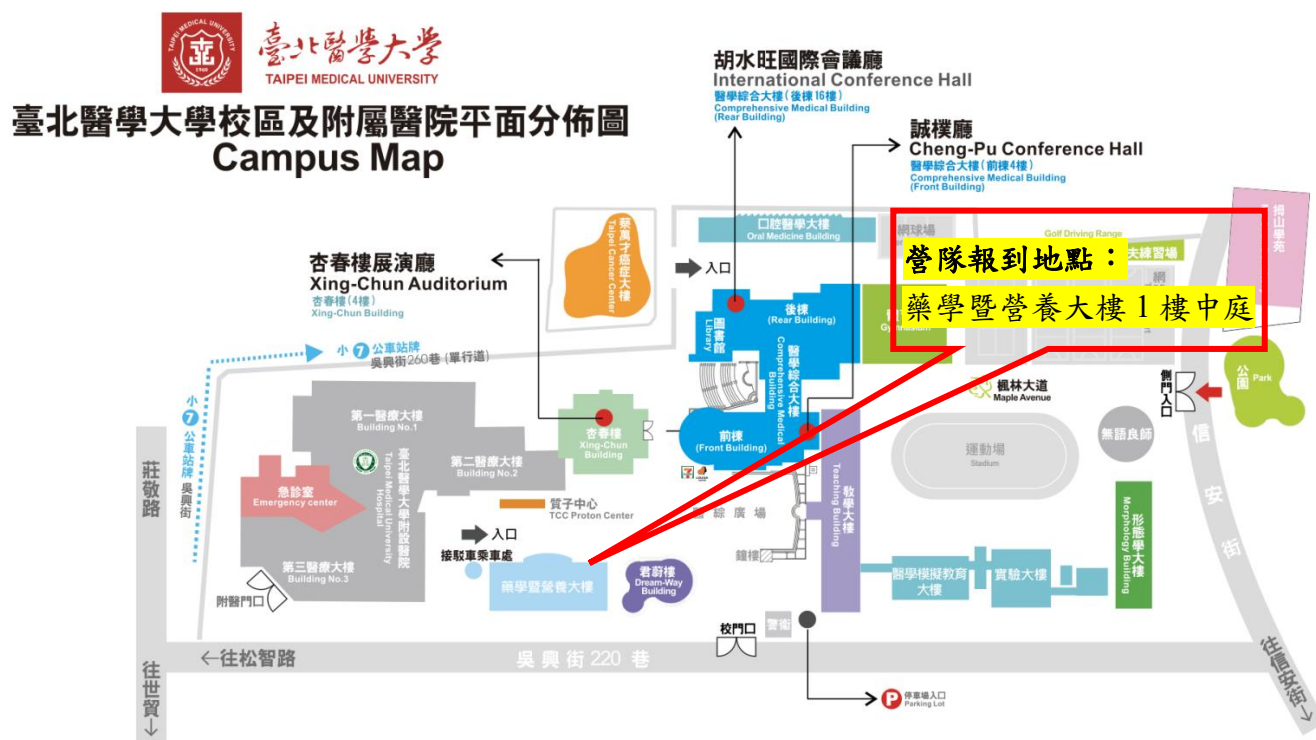 臺北醫學大學
TAIPEI MEDICAL UNIVERSITY
臺北醫學大學校區及附屬醫院平面分佈圖
Campus Map
胡水旺國際會議廳
International Conference Hall
醫學綜合大樓(後棟16樓)
Comprehensive Medical Building
(Rear Building)
誠樸廳
Cheng-Pu Conference Hall
醫學綜合大樓(前棟4樓)
Comprehensive Medical Building
(Front Building)
杏春樓展演廳
Xing-Chun Auditorium
杏春樓(4樓)
Xing-Chun Building
蔡萬才癌症大樓
Taipei Cancer Center
入口
口腔醫學大樓
Oral Medicine Building
網球場
Golf Driving Range
夫練習場
拇山學苑
營隊報到地點：
藥學暨營養大樓 1 樓中庭
小 7 公車站牌
吳興街260巷 (單行道)
小 7 公車站牌 吳興街
圖書館
Library
後棟
(Rear Building)
醫學綜合大樓
Comprehensive Medical Building
前棟
(Front Building)
Gymnasium
楓林大道
Maple Avenue
側門入口
公園 Park
運動場
Stadium
無語良師
信安街
第一醫療大樓
Building No.1
第二醫療大樓
Building No.2
臺北醫學大學附設醫院
Taipei Medical University Hospital
急診室
Emergency center
第三醫療大樓
Building No.3
附醫門口
杏春樓
Xing-Chun
Building
質子中心
TCC Proton Center
入口
接駁車乘車處
藥學暨營養大樓
君蔚樓
Dream-Way
Building
7-ELEVEN
綜廣場
鐘樓
教學大樓
Teaching Building
醫學模擬教育
大樓
實驗大樓
形態學大樓
Morphology Building
莊敬路
往世貿↓
←往松智路
吳興街220 巷
校門口
警衛
P 停車場入口
Parking Lot
往信安街↓